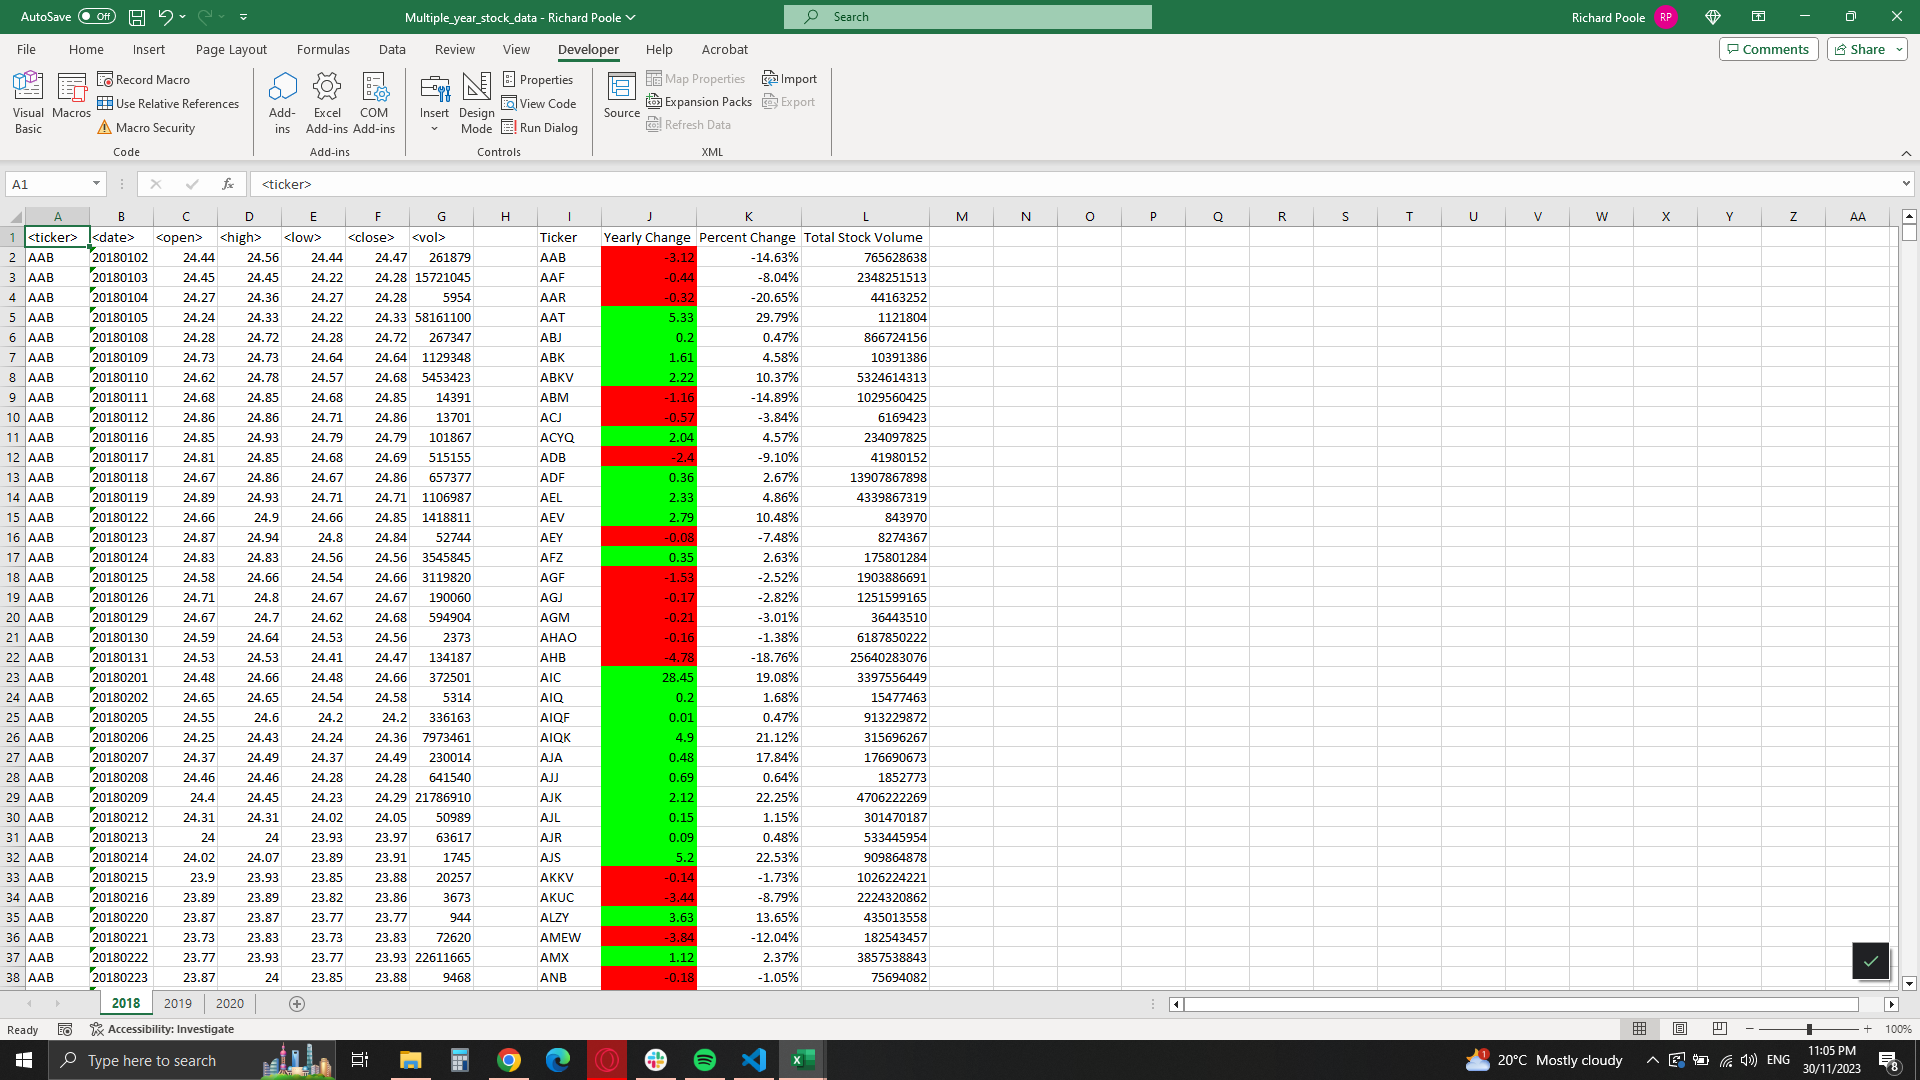 AutoSave Off Multiple_year_stock_data - Richard Poole Search Richard Poole RP
File Home Insert Page Layout Formulas Data Review View Developer Help Acrobat Comments Share
Visual Basic Macros Record Macro Use Relative References Macro Security
Add-ins Excel Add-ins COM Add-ins
Insert Design Mode Properties View Code Run Dialog
Source Map Properties Expansion Packs Refresh Data Import Export
Code Add-ins Controls XML
A1 fx <ticker>
A B C D E F G H I J K L M N O P Q R S T U V W X Y Z AA
1 <ticker> <date> <open> <high> <low> <close> <vol> Ticker Yearly Change Percent Change Total Stock Volume
2 AAB 20180102 24.44 24.56 24.44 24.47 261879 AAB -3.12 -14.63% 765628638
3 AAB 20180103 24.45 24.45 24.22 24.28 15721045 AAF -0.44 -8.04% 2348251513
4 AAB 20180104 24.27 24.36 24.27 24.28 5954 AAR -0.32 -20.65% 44163252
5 AAB 20180105 24.24 24.33 24.22 24.33 58161100 AAT 5.33 29.79% 1121804
6 AAB 20180108 24.28 24.72 24.28 24.72 267347 ABJ 0.2 0.47% 866724156
7 AAB 20180109 24.73 24.73 24.64 24.64 1129348 ABK 1.61 4.58% 10391386
8 AAB 20180110 24.62 24.78 24.57 24.68 5453423 ABKV 2.22 10.37% 5324614313
9 AAB 20180111 24.68 24.85 24.68 24.85 14391 ABM -1.16 -14.89% 1029560425
10 AAB 20180112 24.86 24.86 24.71 24.86 13701 ACJ -0.57 -3.84% 6169423
11 AAB 20180116 24.85 24.93 24.79 24.79 101867 ACYQ 2.04 4.57% 234097825
12 AAB 20180117 24.81 24.85 24.68 24.69 515155 ADB -2.4 -9.10% 41980152
13 AAB 20180118 24.67 24.86 24.67 24.86 657377 ADF 0.36 2.67% 13907867898
14 AAB 20180119 24.89 24.93 24.71 24.71 1106987 AEL 2.33 4.86% 4339867319
15 AAB 20180122 24.66 24.9 24.66 24.85 1418811 AEV 2.79 10.48% 843970
16 AAB 20180123 24.87 24.94 24.8 24.84 52744 AEY -0.08 -7.48% 8274367
17 AAB 20180124 24.83 24.83 24.56 24.56 3545845 AFZ 0.35 2.63% 175801284
18 AAB 20180125 24.58 24.66 24.54 24.66 3119820 AGF -1.53 -2.52% 1903886691
19 AAB 20180126 24.71 24.8 24.67 24.67 190060 AGJ -0.17 -2.82% 1251599165
20 AAB 20180129 24.67 24.7 24.62 24.68 594904 AGM -0.21 -3.01% 36443510
21 AAB 20180130 24.59 24.64 24.53 24.56 2373 AHAO -0.16 -1.38% 6187850222
22 AAB 20180131 24.53 24.53 24.41 24.47 134187 AHB -4.78 -18.76% 25640283076
23 AAB 20180201 24.48 24.66 24.48 24.66 372501 AIC 28.45 19.08% 3397556449
24 AAB 20180202 24.65 24.65 24.54 24.58 5314 AIQ 0.2 1.68% 15477463
25 AAB 20180205 24.55 24.6 24.2 24.2 336163 AIQF 0.01 0.47% 913229872
26 AAB 20180206 24.25 24.43 24.24 24.36 7973461 AIQK 4.9 21.12% 315696267
27 AAB 20180207 24.37 24.49 24.37 24.49 230014 AJA 0.48 17.84% 176690673
28 AAB 20180208 24.46 24.46 24.28 24.28 641540 AJJ 0.69 0.64% 1852773
29 AAB 20180209 24.4 24.45 24.23 24.29 21786910 AJK 2.12 22.25% 4706222269
30 AAB 20180212 24.31 24.31 24.02 24.05 50989 AJL 0.15 1.15% 301470187
31 AAB 20180213 24 24 23.93 23.97 63617 AJR 0.09 0.48% 533445954
32 AAB 20180214 24.02 24.07 23.89 23.91 1745 AJS 5.2 22.53% 909864878
33 AAB 20180215 23.9 23.93 23.85 23.88 20257 AKKV -0.14 -1.73% 1026224221
34 AAB 20180216 23.89 23.89 23.82 23.86 3673 AKUC -3.44 -8.79% 2224320862
35 AAB 20180220 23.87 23.87 23.77 23.77 944 ALZY 3.63 13.65% 435013558
36 AAB 20180221 23.73 23.83 23.73 23.83 72620 AMEW -3.84 -12.04% 182543457
37 AAB 20180222 23.77 23.93 23.77 23.93 22611665 AMX 1.12 2.37% 3857538843
38 AAB 20180223 23.87 24 23.85 23.88 9468 ANB -0.18 -1.05% 75694082
2018 2019 2020
Ready Accessibility: Investigate 100%
Type here to search 1 20°C Mostly cloudy ENG 11:05 PM 30/11/2023 8